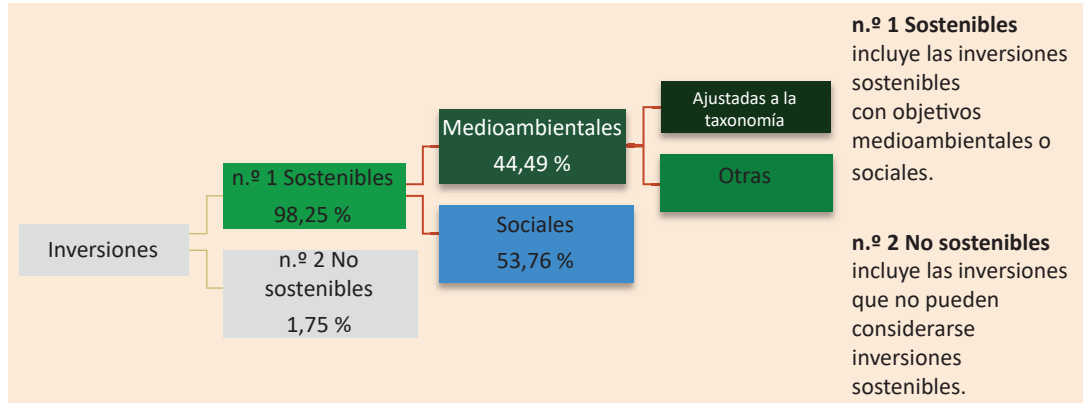 Inversiones
n.º 1 Sostenibles
98,25 %
n.º 2 No
sostenibles
1,75 %
Medioambientales
44,49 %
Sociales
53,76 %
Ajustadas a la
taxonomía
Otras
n.º 1 Sostenibles
incluye las inversiones
sostenibles
con objetivos
medioambientales o
sociales.
n.º 2 No sostenibles
incluye las inversiones
que no pueden
considerarse
inversiones
sostenibles.